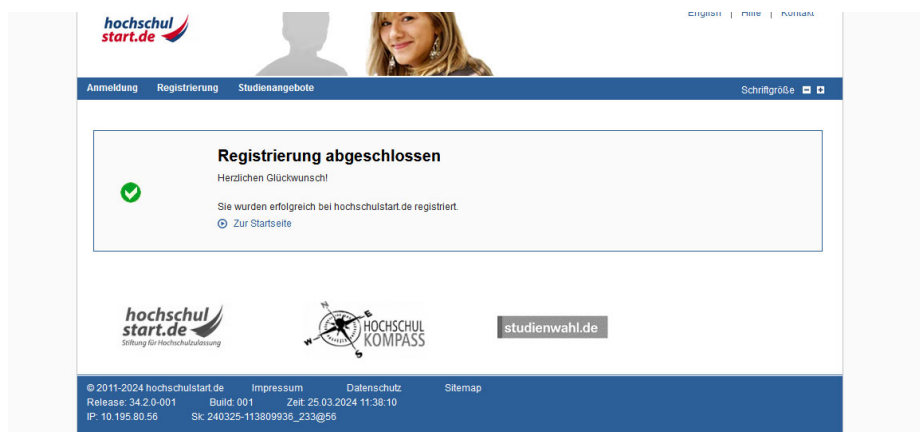 hochschul
start.de
English | Hilfe | Kontakt
Anmeldung Registrierung Studienangebote
Schriftgröße
Registrierung abgeschlossen
Herzlichen Glückwunsch!
Sie wurden erfolgreich bei hochschulstart.de registriert.
Zur Startseite
hochschul
start.de
Stiftung für Hochschulzulassung
N E S W
HOCHSCHUL
KOMPASS
studienwahl.de
© 2011-2024 hochschulstart.de Impressum Datenschutz Sitemap
Release: 34.2.0-001 Build: 001 Zeit: 25.03.2024 11:38:10
IP: 10.195.80.56 Sk: 240325-113809936_233@56